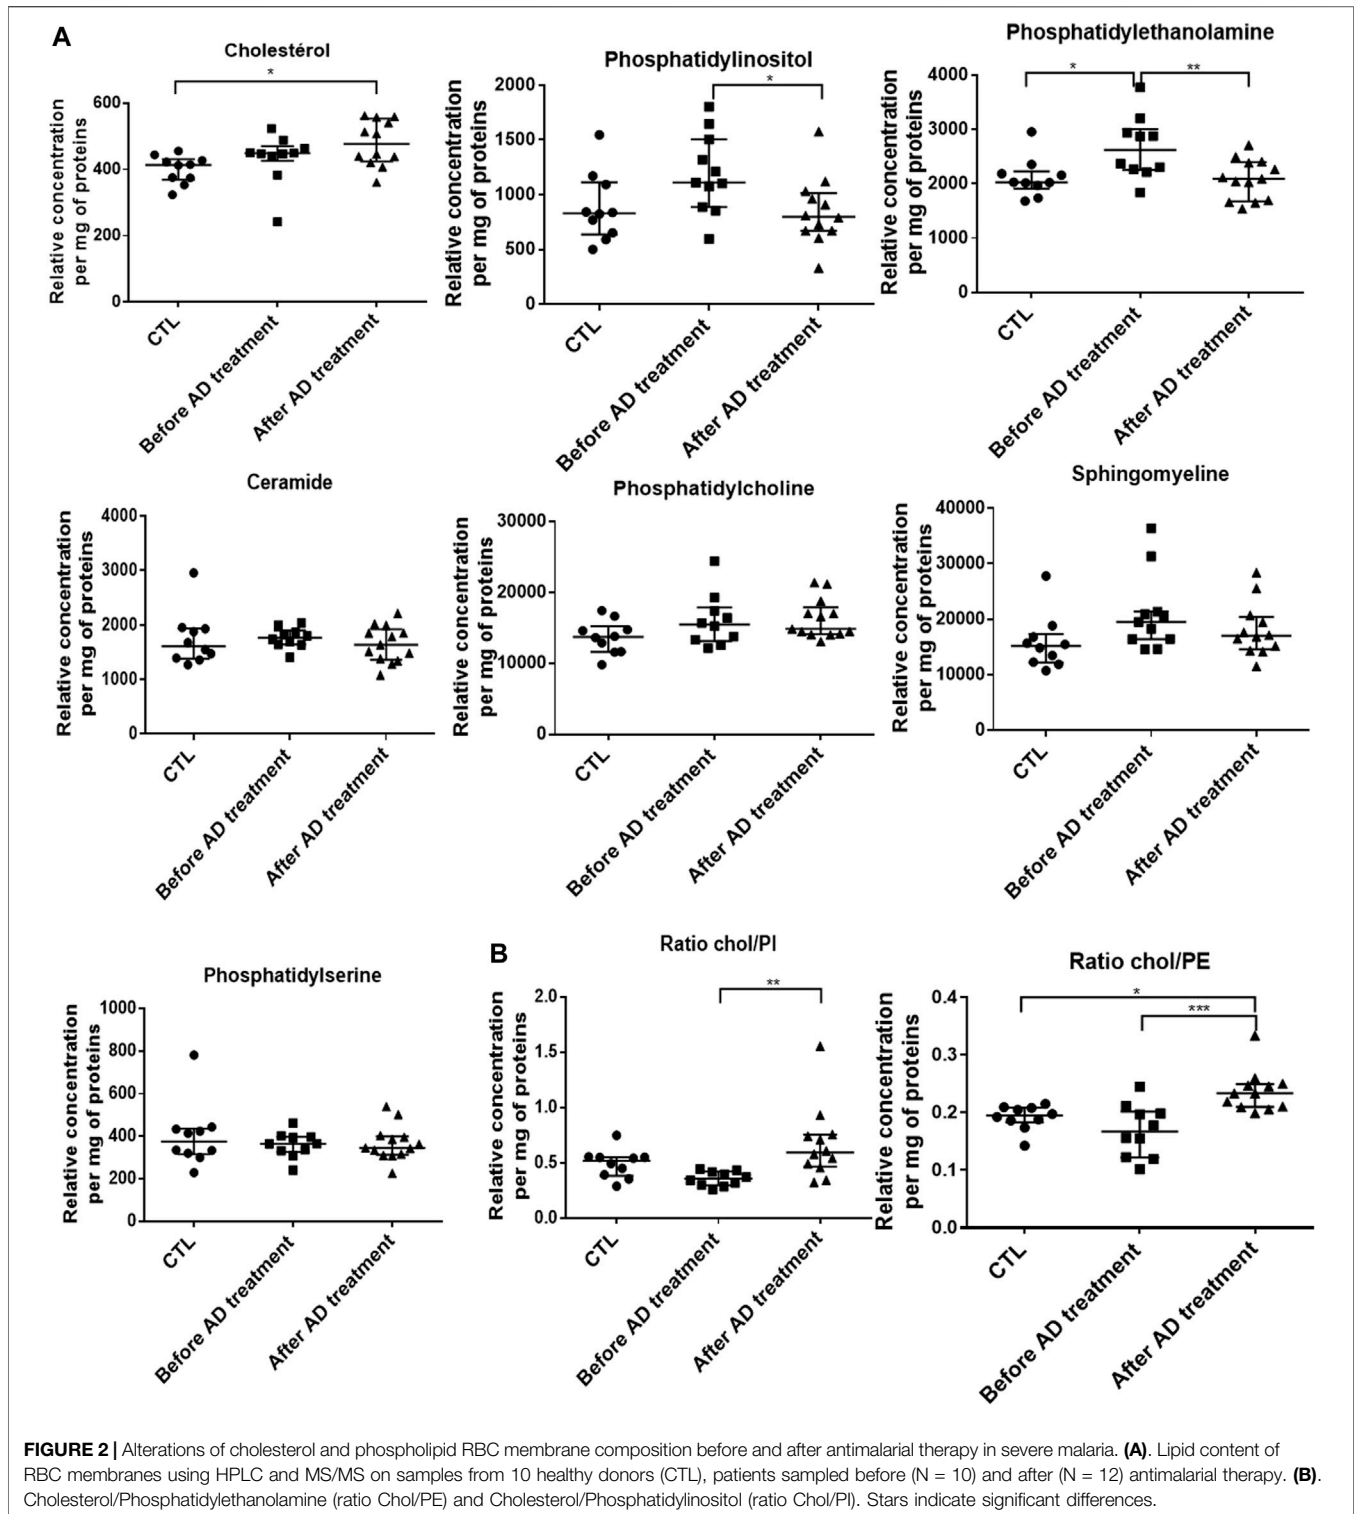 A
Cholestérol
*
Relative concentration
per mg of proteins
600
400
200
0
CTL
Before AD treatment
After AD treatment
Phosphatidylinositol
*
Relative concentration
per mg of proteins
2000
1500
1000
500
0
CTL
Before AD treatment
After AD treatment
Phosphatidylethanolamine
*
**
Relative concentration
per mg of proteins
4000
3000
2000
1000
0
CTL
Before AD treatment
After AD treatment
Ceramide
Relative concentration
per mg of proteins
4000
3000
2000
1000
0
CTL
Before AD treatment
After AD treatment
Phosphatidylcholine
Relative concentration
per mg of proteins
30000
20000
10000
0
CTL
Before AD treatment
After AD treatment
Sphingomyeline
Relative concentration
per mg of proteins
40000
30000
20000
10000
0
CTL
Before AD treatment
After AD treatment
Phosphatidylserine
Relative concentration
per mg of proteins
1000
800
600
400
200
0
CTL
Before AD treatment
After AD treatment
B
Ratio chol/PI
**
Relative concentration
per mg of proteins
2.0
1.5
1.0
0.5
0.0
CTL
Before AD treatment
After AD treatment
Ratio chol/PE
*
***
Relative concentration
per mg of proteins
0.4
0.3
0.2
0.1
0.0
CTL
Before AD treatment
After AD treatment
FIGURE 2 | Alterations of cholesterol and phospholipid RBC membrane composition before and after antimalarial therapy in severe malaria. (A). Lipid content of
RBC membranes using HPLC and MS/MS on samples from 10 healthy donors (CTL), patients sampled before (N = 10) and after (N = 12) antimalarial therapy. (B).
Cholesterol/Phosphatidylethanolamine (ratio Chol/PE) and Cholesterol/Phosphatidylinositol (ratio Chol/PI). Stars indicate significant differences.